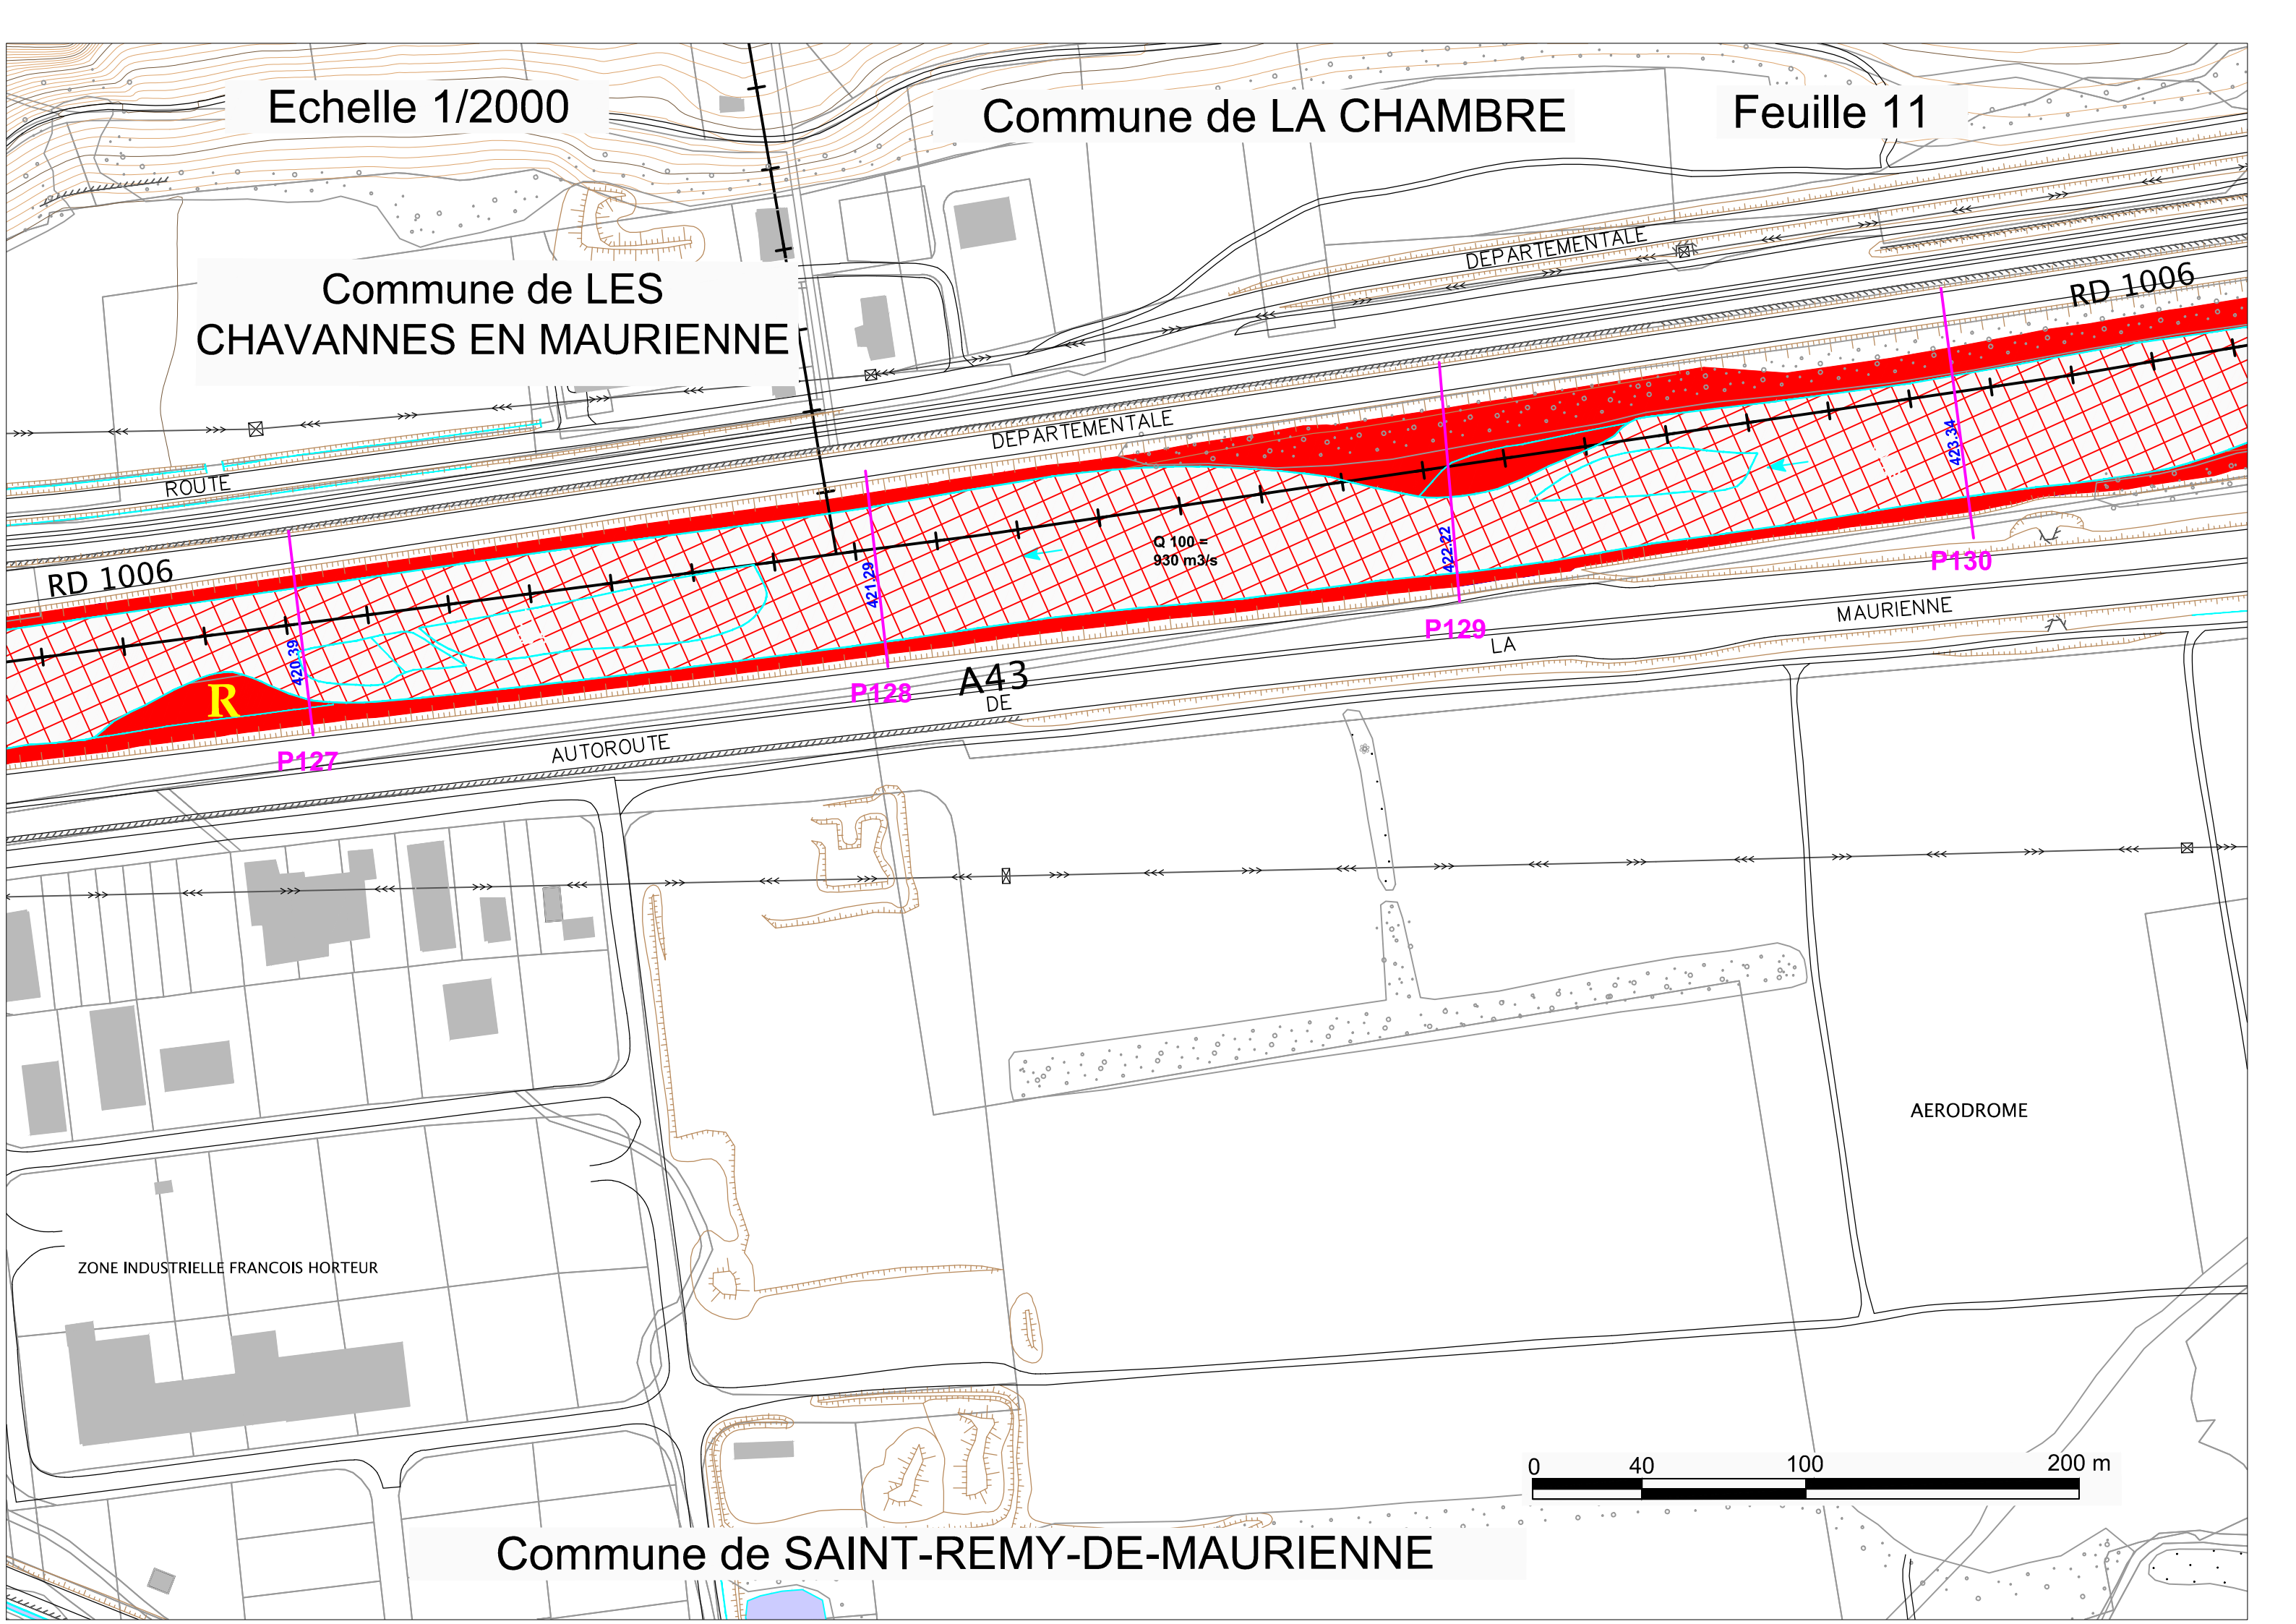 Echelle 1/2000
Commune de LA CHAMBRE
Feuille 11
Commune de LES
CHAVANNES EN MAURIENNE
DEPARTEMENTALE
RD 1006
DEPARTEMENTALE
ROUTE
RD 1006
423.34
422.22
421.29
420.39
Q 100 =
930 m3/s
P130
P129
P128
P127
R
MAURIENNE
LA
A43
DE
AUTOROUTE
AERODROME
ZONE INDUSTRIELLE FRANCOIS HORTEUR
0 40 100 200 m
Commune de SAINT-REMY-DE-MAURIENNE